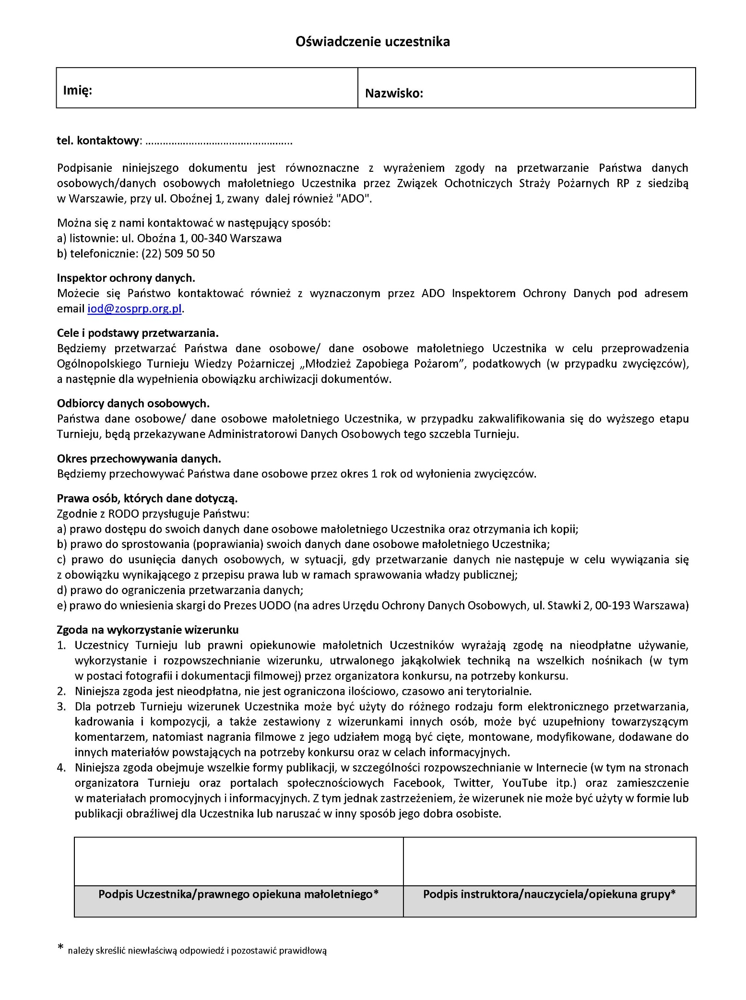 Oświadczenie uczestnika
Imię:
Nazwisko:
tel. kontaktowy: ..................................................
Podpisanie niniejszego dokumentu jest równoznaczne z wyrażeniem zgody na przetwarzanie Państwa danych
osobowych/danych osobowych małoletniego Uczestnika przez Związek Ochotniczych Straży Pożarnych RP z siedzibą
w Warszawie, przy ul. Oboźnej 1, zwany dalej również "ADO".
Można się z nami kontaktować w następujący sposób:
a) listownie: ul. Oboźna 1, 00-340 Warszawa
b) telefonicznie: (22) 509 50 50
Inspektor ochrony danych.
Możecie się Państwo kontaktować również z wyznaczonym przez ADO Inspektorem Ochrony Danych pod adresem
email iod@zosprp.org.pl.
Cele i podstawy przetwarzania.
Będziemy przetwarzać Państwa dane osobowe/ dane osobowe małoletniego Uczestnika w celu przeprowadzenia
Ogólnopolskiego Turnieju Wiedzy Pożarniczej „Młodzież Zapobiega Pożarom”, podatkowych (w przypadku zwycięzców),
a następnie dla wypełnienia obowiązku archiwizacji dokumentów.
Odbiorcy danych osobowych.
Państwa dane osobowe/ dane osobowe małoletniego Uczestnika, w przypadku zakwalifikowania się do wyższego etapu
Turnieju, będą przekazywane Administratorowi Danych Osobowych tego szczebla Turnieju.
Okres przechowywania danych.
Będziemy przechowywać Państwa dane osobowe przez okres 1 rok od wyłonienia zwycięzców.
Prawa osób, których dane dotyczą.
Zgodnie z RODO przysługuje Państwu:
a) prawo dostępu do swoich danych dane osobowe małoletniego Uczestnika oraz otrzymania ich kopii;
b) prawo do sprostowania (poprawiania) swoich danych dane osobowe małoletniego Uczestnika;
c) prawo do usunięcia danych osobowych, w sytuacji, gdy przetwarzanie danych nie następuje w celu wywiązania się
z obowiązku wynikającego z przepisu prawa lub w ramach sprawowania władzy publicznej;
d) prawo do ograniczenia przetwarzania danych;
e) prawo do wniesienia skargi do Prezes UODO (na adres Urzędu Ochrony Danych Osobowych, ul. Stawki 2, 00-193 Warszawa)
Zgoda na wykorzystanie wizerunku
1. Uczestnicy Turnieju lub prawni opiekunowie małoletnich Uczestników wyrażają zgodę na nieodpłatne używanie,
wykorzystanie i rozpowszechnianie wizerunku, utrwalonego jakąkolwiek techniką na wszelkich nośnikach (w tym
w postaci fotografii i dokumentacji filmowej) przez organizatora konkursu, na potrzeby konkursu.
2. Niniejsza zgoda jest nieodpłatna, nie jest ograniczona ilościowo, czasowo ani terytorialnie.
3. Dla potrzeb Turnieju wizerunek Uczestnika może być użyty do różnego rodzaju form elektronicznego przetwarzania,
kadrowania i kompozycji, a także zestawiony z wizerunkami innych osób, może być uzupełniony towarzyszącym
komentarzem, natomiast nagrania filmowe z jego udziałem mogą być cięte, montowane, modyfikowane, dodawane do
innych materiałów powstających na potrzeby konkursu oraz w celach informacyjnych.
4. Niniejsza zgoda obejmuje wszelkie formy publikacji, w szczególności rozpowszechnianie w Internecie (w tym na stronach
organizatora Turnieju oraz portalach społecznościowych Facebook, Twitter, YouTube itp.) oraz zamieszczenie
w materiałach promocyjnych i informacyjnych. Z tym jednak zastrzeżeniem, że wizerunek nie może być użyty w formie lub
publikacji obraźliwej dla Uczestnika lub naruszać w inny sposób jego dobra osobiste.
Podpis Uczestnika/prawnego opiekuna małoletniego*
Podpis instruktora/nauczyciela/opiekuna grupy*
* należy skreślić niewłaściwą odpowiedź i pozostawić prawidłową